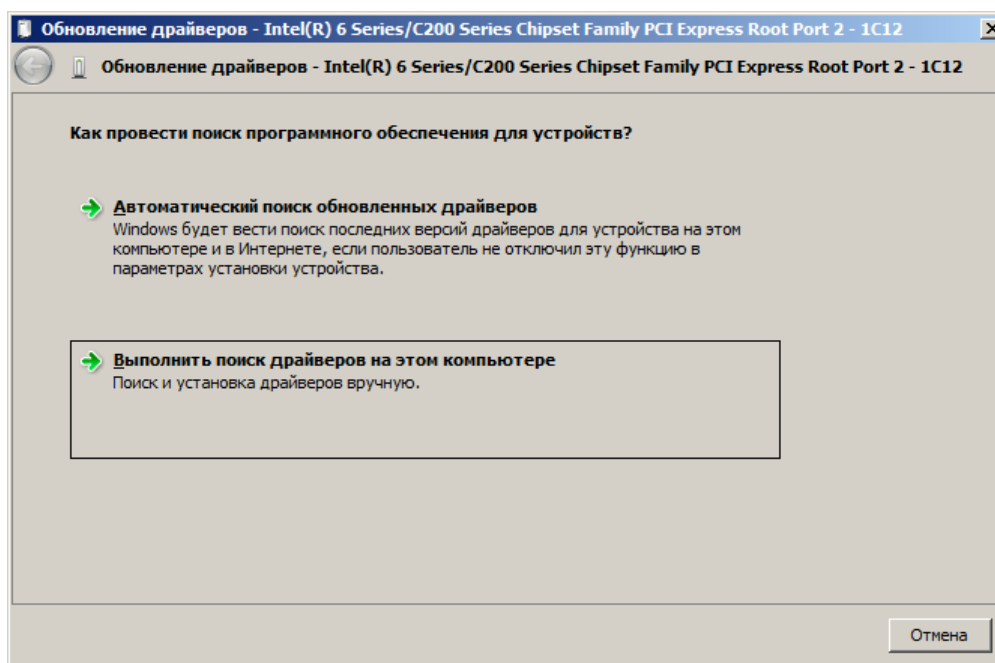 Обновление драйверов - Intel(R) 6 Series/C200 Series Chipset Family PCI Express Root Port 2 - 1C12
Обновление драйверов - Intel(R) 6 Series/C200 Series Chipset Family PCI Express Root Port 2 - 1C12
Как провести поиск программного обеспечения для устройств?
Автоматический поиск обновленных драйверов
Windows будет вести поиск последних версий драйверов для устройства на этом
компьютере и в Интернете, если пользователь не отключил эту функцию в
параметрах установки устройства.
Выполнить поиск драйверов на этом компьютере
Поиск и установка драйверов вручную.
Отмена